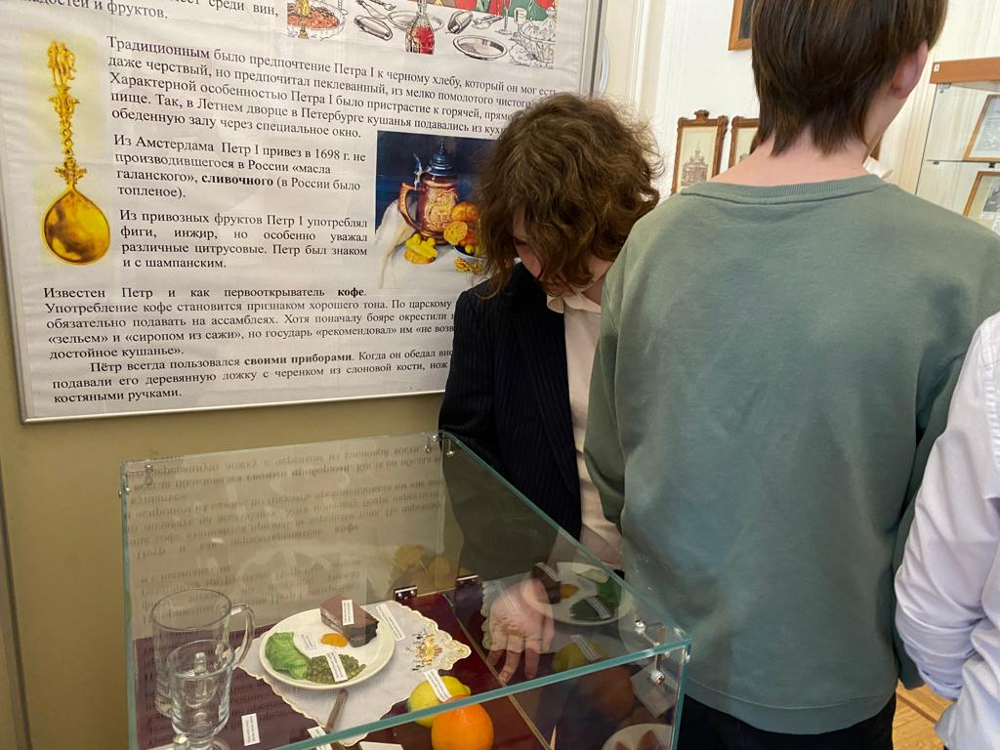 среди вин,
и фруктов.
Традиционным было предпочтение Петра I к черному хлебу, который он мог есть
даже черствый, но предпочитал пеклеванный, из мелко помолотого чистого
Характерной особенностью Петра I было пристрастие к горячей,
пище. Так, в Летнем дворце в Петербурге кушанья подавались из
обеденную залу через специальное окно.
Из Амстердама Петр I привез в 1698 г. не
производившегося в России «масла
галанского», сливочного (в России было
топленое).
Из привозных фруктов Петр I употреблял
фиги, инжир, но особенно уважал
различные цитрусовые. Петр был знаком
и с шампанским.
Известен Петр и как первооткрыватель кофе.
Употребление кофе становится признаком хорошего тона. По царскому
обязательно подавать на ассамблеях. Хотя поначалу бояре окрестили
«зельем» и «сиропом из сажи», но государь «рекомендовал» им «не
достойное кушанье».
Пётр всегда пользовался своими приборами. Когда он обедал
подавали его деревянную ложку с черенком из слоновой кости, нож
костяными ручками.